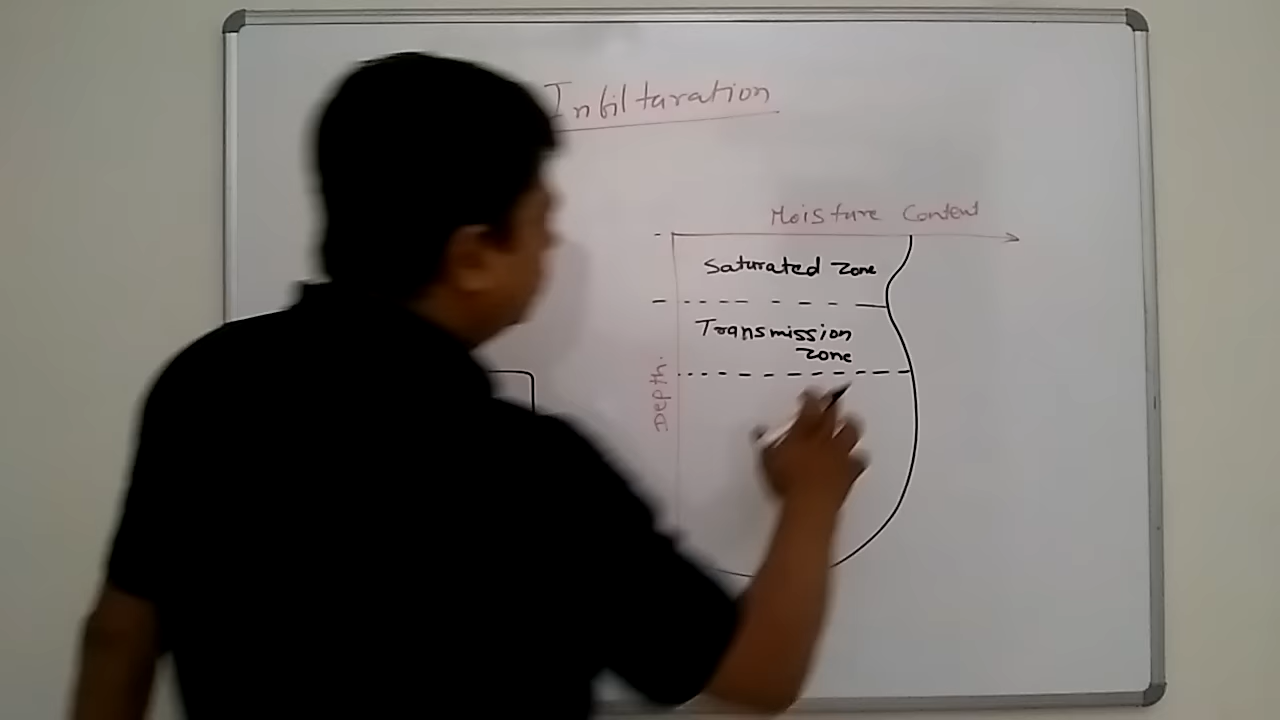 Infiltaration
Moisture Content
Saturated Zone
Transmission
Zone
Depth.